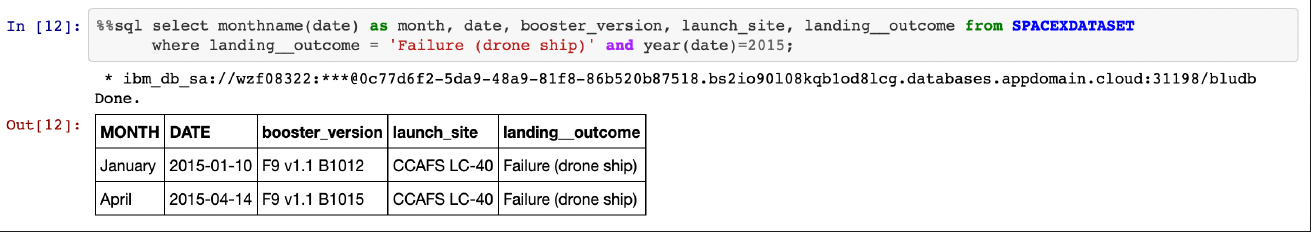 In [12]: %%sql select monthname(date) as month, date, booster_version, launch_site, landing__outcome from SPACEXDATASET
where landing__outcome = 'Failure (drone ship)' and year(date)=2015;
* ibm_db_sa://wzf08322:***@0c77d6f2-5da9-48a9-81f8-86b520b87518.bs2io90l08kqb1od8lcg.databases.appdomain.cloud:31198/bludb
Done.
Out[12]:
MONTH DATE booster_version launch_site landing__outcome
January 2015-01-10 F9 v1.1 B1012 CCAFS LC-40 Failure (drone ship)
April 2015-04-14 F9 v1.1 B1015 CCAFS LC-40 Failure (drone ship)